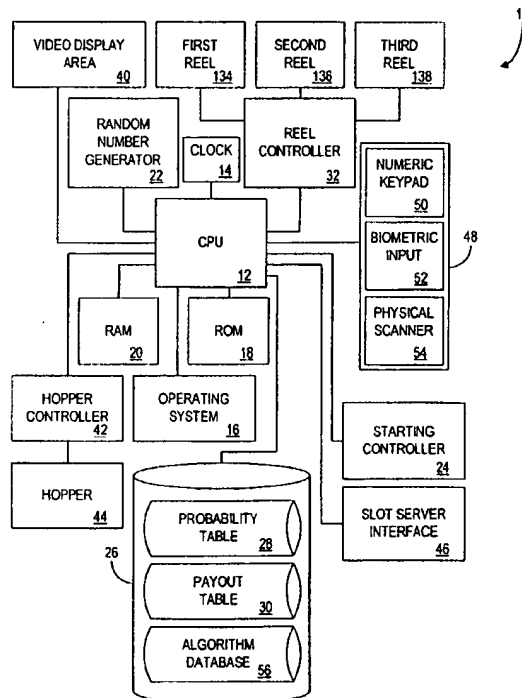 1
VIDEO DISPLAY
AREA
40
FIRST
REEL
134
SECOND
REEL
136
THIRD
REEL
138
RANDOM
NUMBER
GENERATOR
22
CLOCK
14
REEL
CONTROLLER
32
NUMERIC
KEYPAD
50
BIOMETRIC
INPUT
52
PHYSICAL
SCANNER
54
48
CPU
12
RAM
20
ROM
18
HOPPER
CONTROLLER
42
OPERATING
SYSTEM
16
STARTING
CONTROLLER
24
HOPPER
44
SLOT SERVER
INTERFACE
46
26
PROBABILITY
TABLE
28
PAYOUT
TABLE
30
ALGORITHM
DATABASE
56